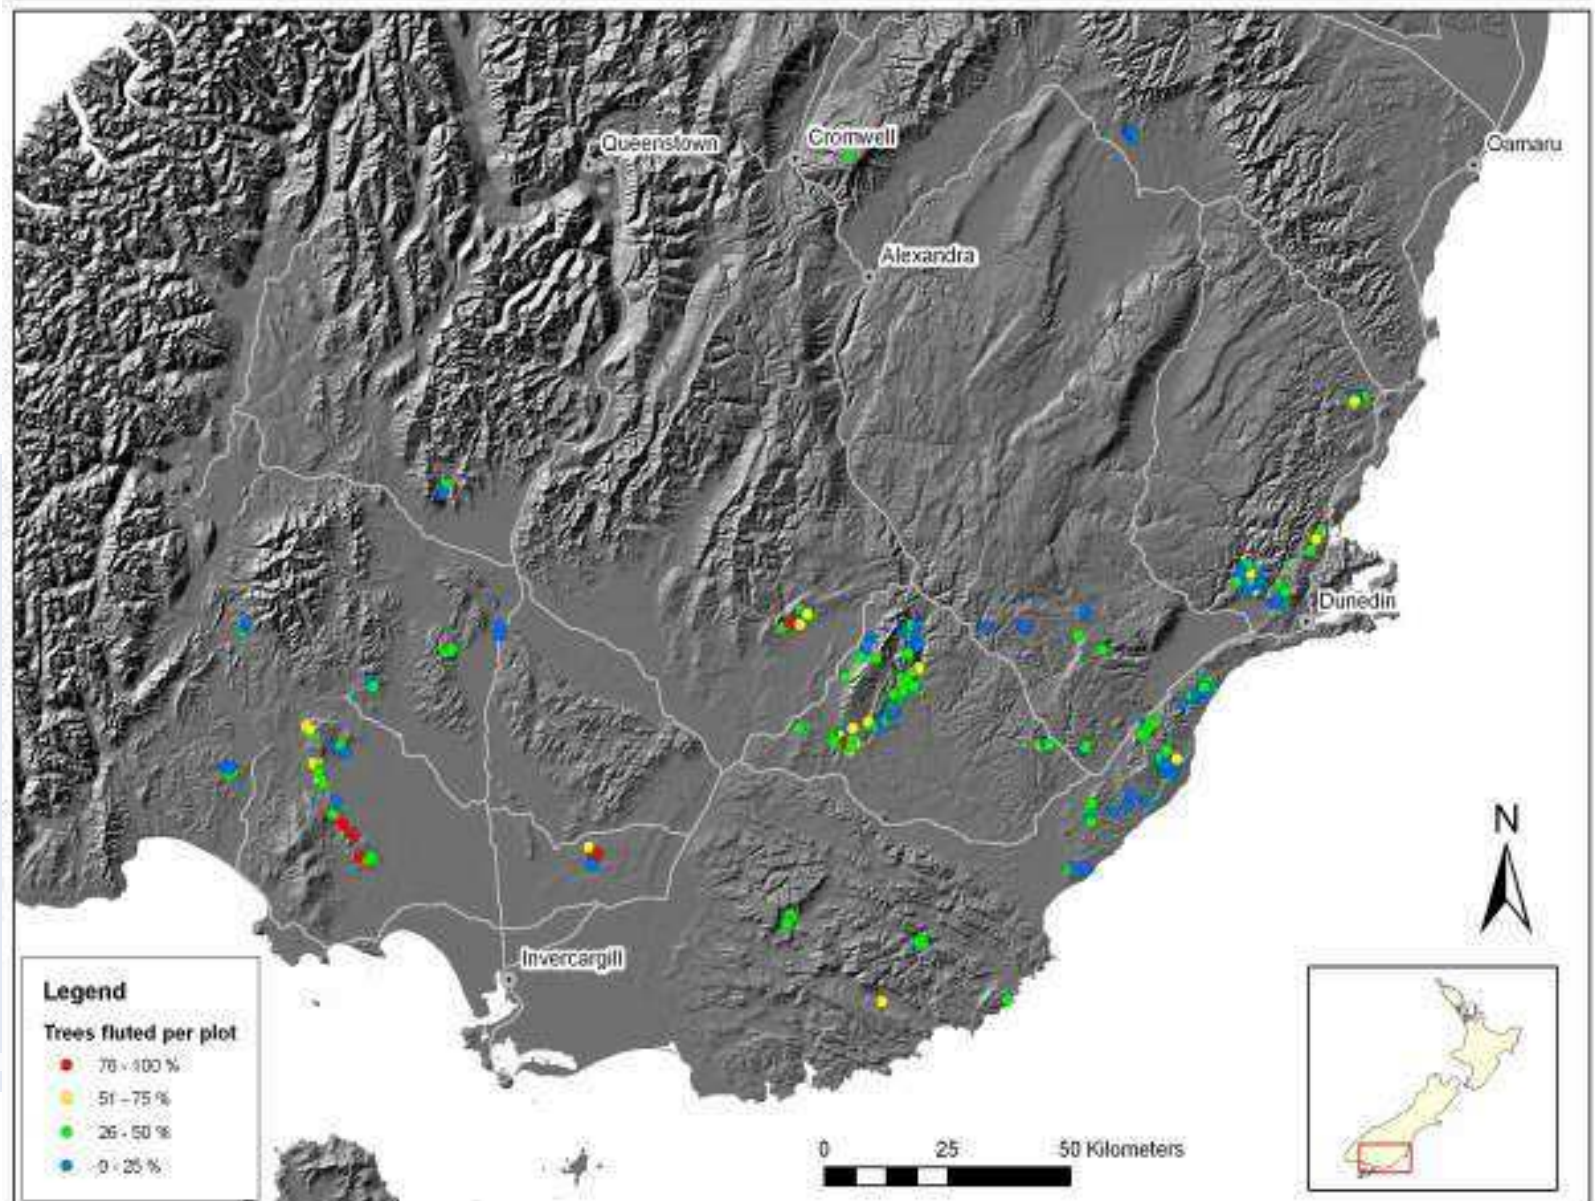 Queenstown
Cromwell
Oamaru
Alexandra
Dunedin
Invercargill
N
Legend
Trees fluted per plot
76 - 100 %
51 - 75 %
26 - 50 %
0 - 25 %
0 25 50 Kilometers